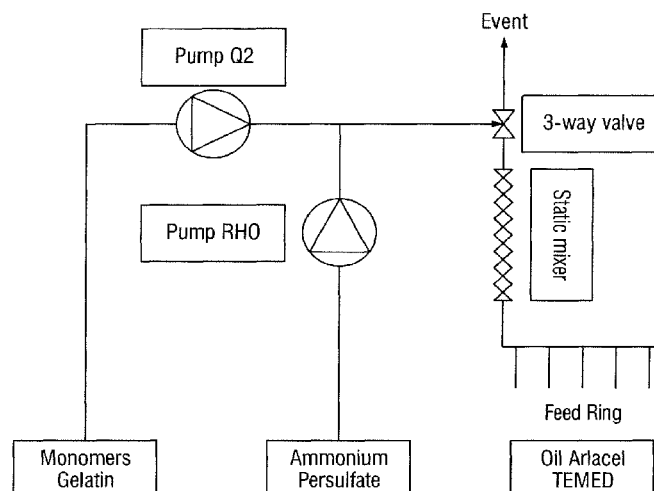 Event
Pump Q2
3-way valve
Static mixer
Pump RHO
Feed Ring
Monomers
Gelatin
Ammonium
Persulfate
Oil Arlacel
TEMED